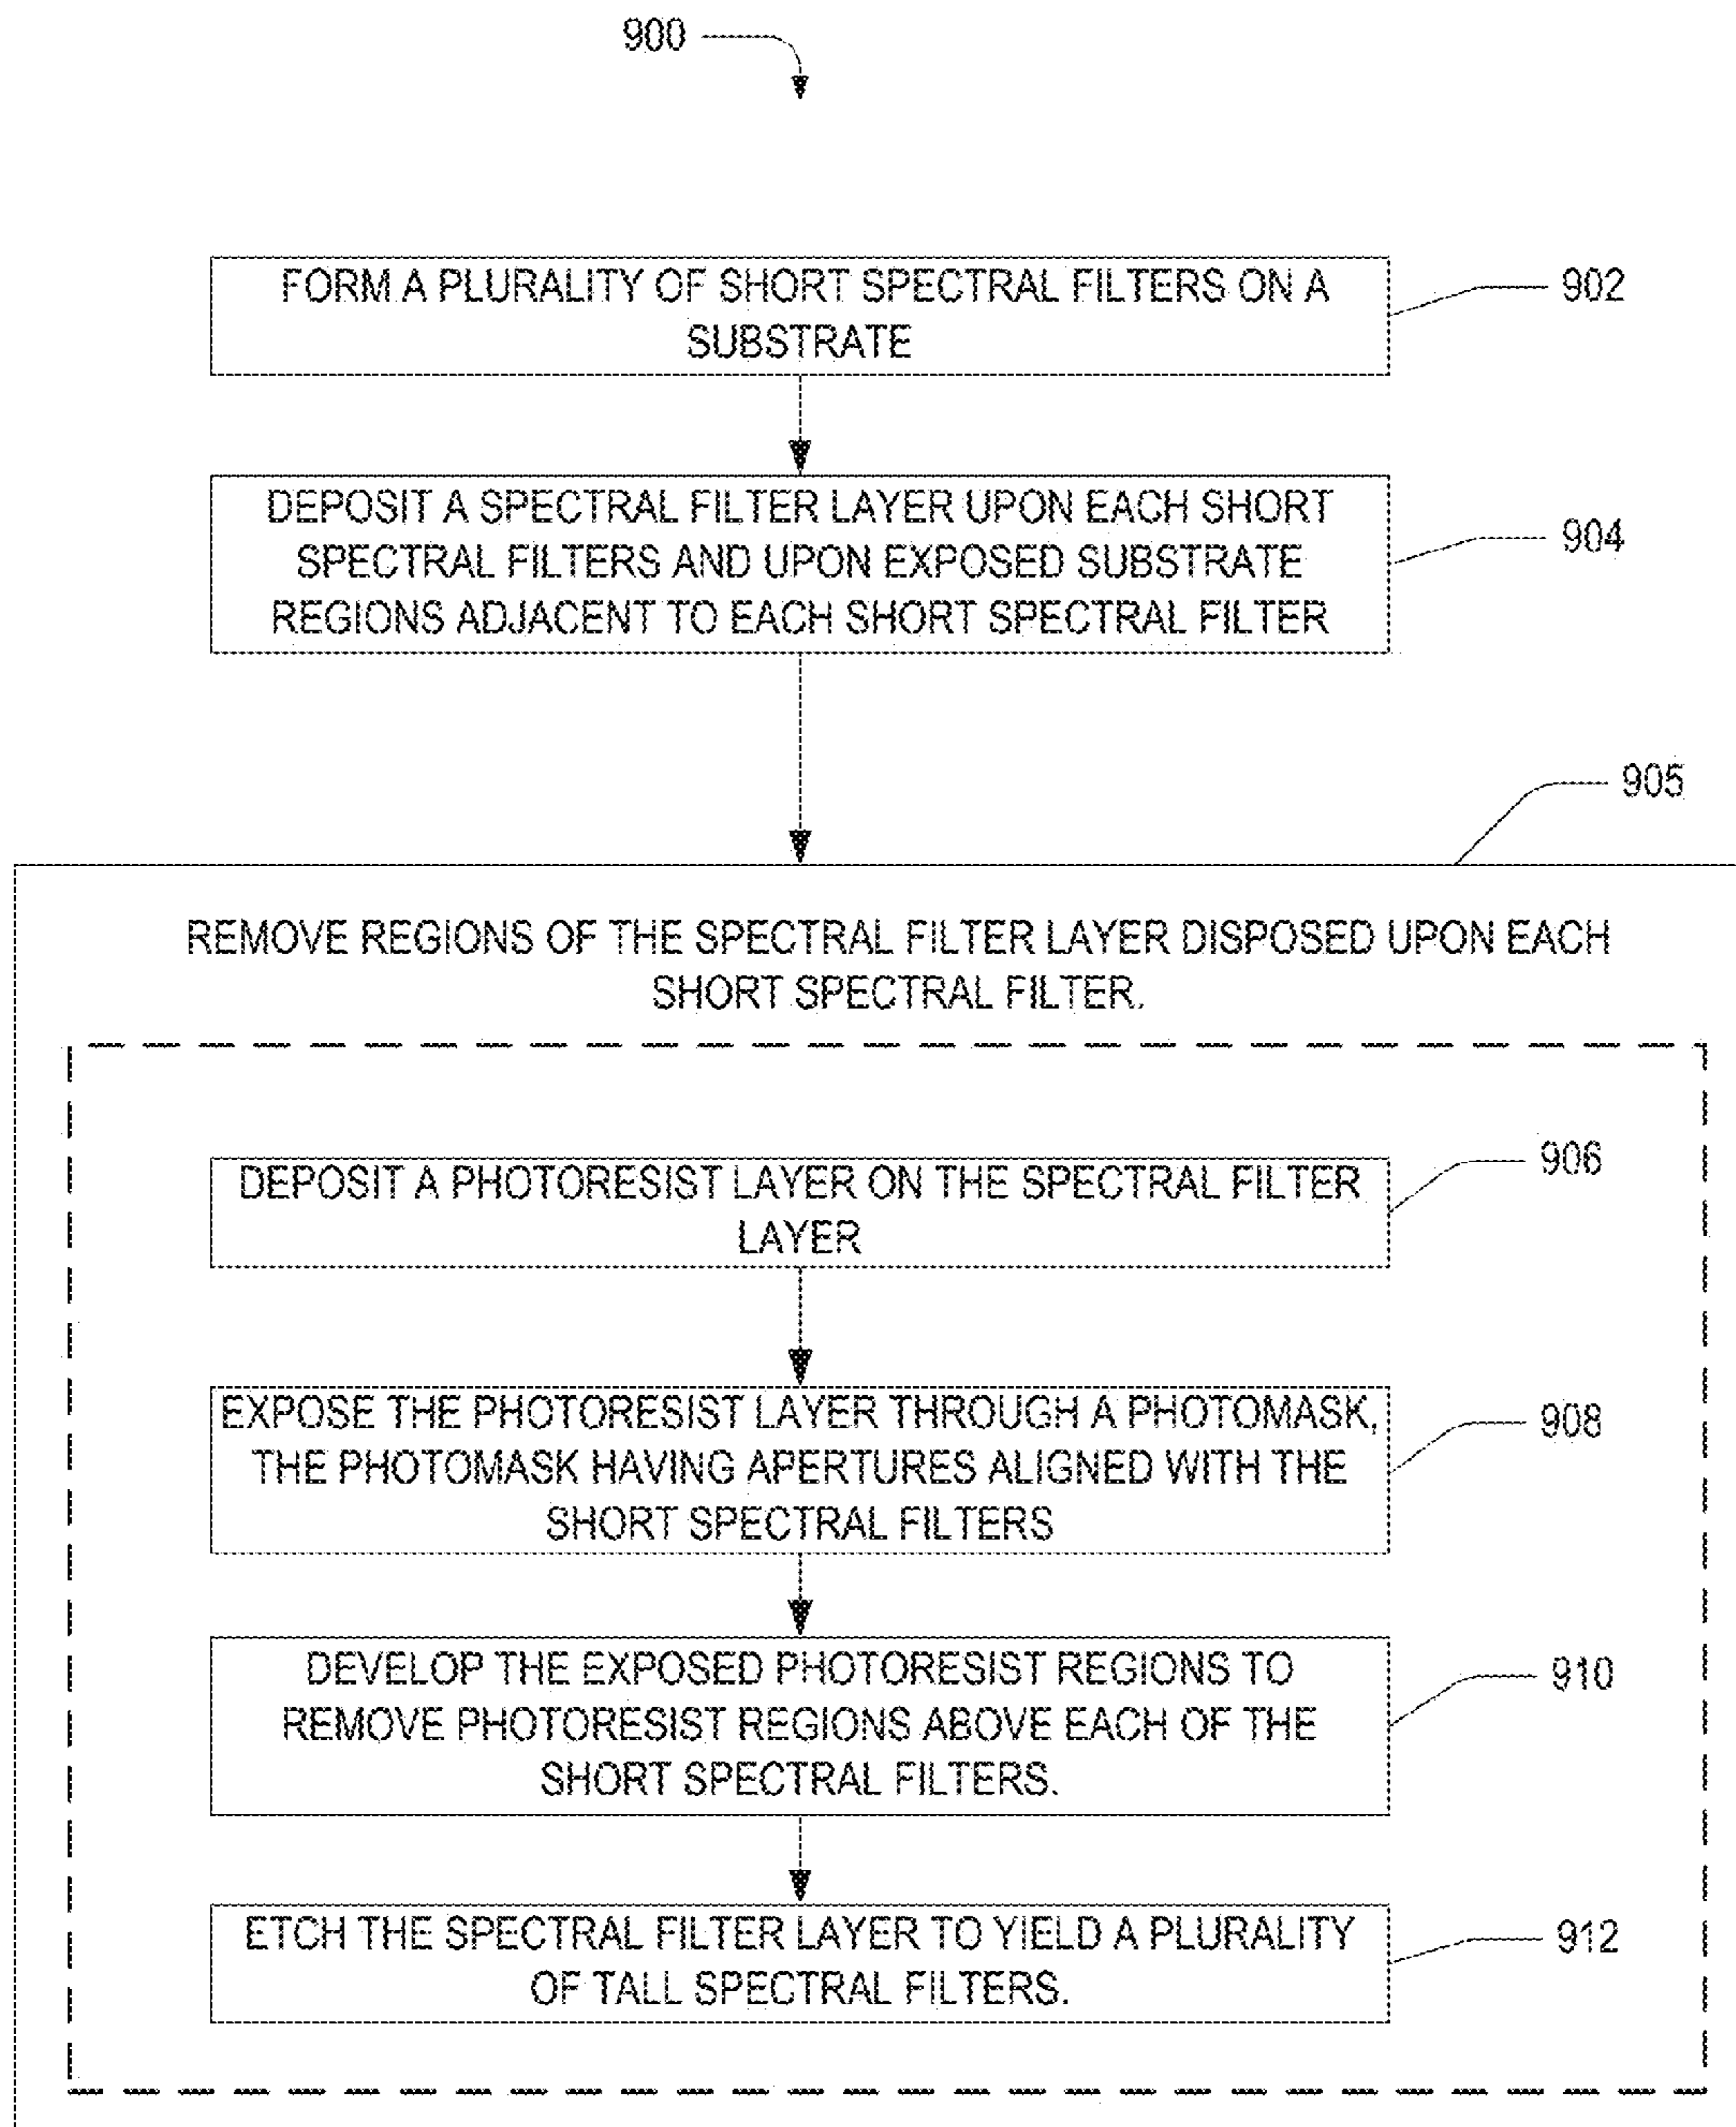 900
FORM A PLURALITY OF SHORT SPECTRAL FILTERS ON A
SUBSTRATE
902
DEPOSIT A SPECTRAL FILTER LAYER UPON EACH SHORT
SPECTRAL FILTERS AND UPON EXPOSED SUBSTRATE
REGIONS ADJACENT TO EACH SHORT SPECTRAL FILTER
904
905
REMOVE REGIONS OF THE SPECTRAL FILTER LAYER DISPOSED UPON EACH
SHORT SPECTRAL FILTER.
DEPOSIT A PHOTORESIST LAYER ON THE SPECTRAL FILTER
LAYER
906
EXPOSE THE PHOTORESIST LAYER THROUGH A PHOTOMASK,
THE PHOTOMASK HAVING APERTURES ALIGNED WITH THE
SHORT SPECTRAL FILTERS
908
DEVELOP THE EXPOSED PHOTORESIST REGIONS TO
REMOVE PHOTORESIST REGIONS ABOVE EACH OF THE
SHORT SPECTRAL FILTERS.
910
ETCH THE SPECTRAL FILTER LAYER TO YIELD A PLURALITY
OF TALL SPECTRAL FILTERS.
912